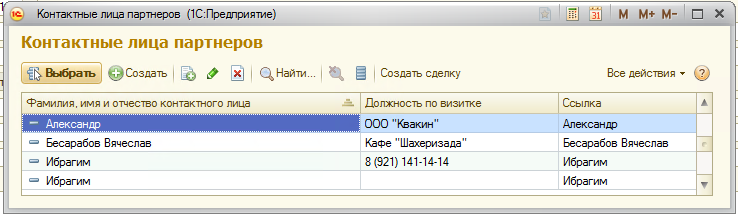 Контактные лица партнеров (1С:Предприятие)
31 M M+ M-
Контактные лица партнеров
Выбрать Создать Найти... Создать сделку Все действия ?
Фамилия, имя и отчество контактного лица Должность по визитке Ссылка
Александр ООО "Квакин" Александр
Бесарабов Вячеслав Кафе "Шахеризада" Бесарабов Вячеслав
Ибрагим 8 (921) 141-14-14 Ибрагим
Ибрагим Ибрагим